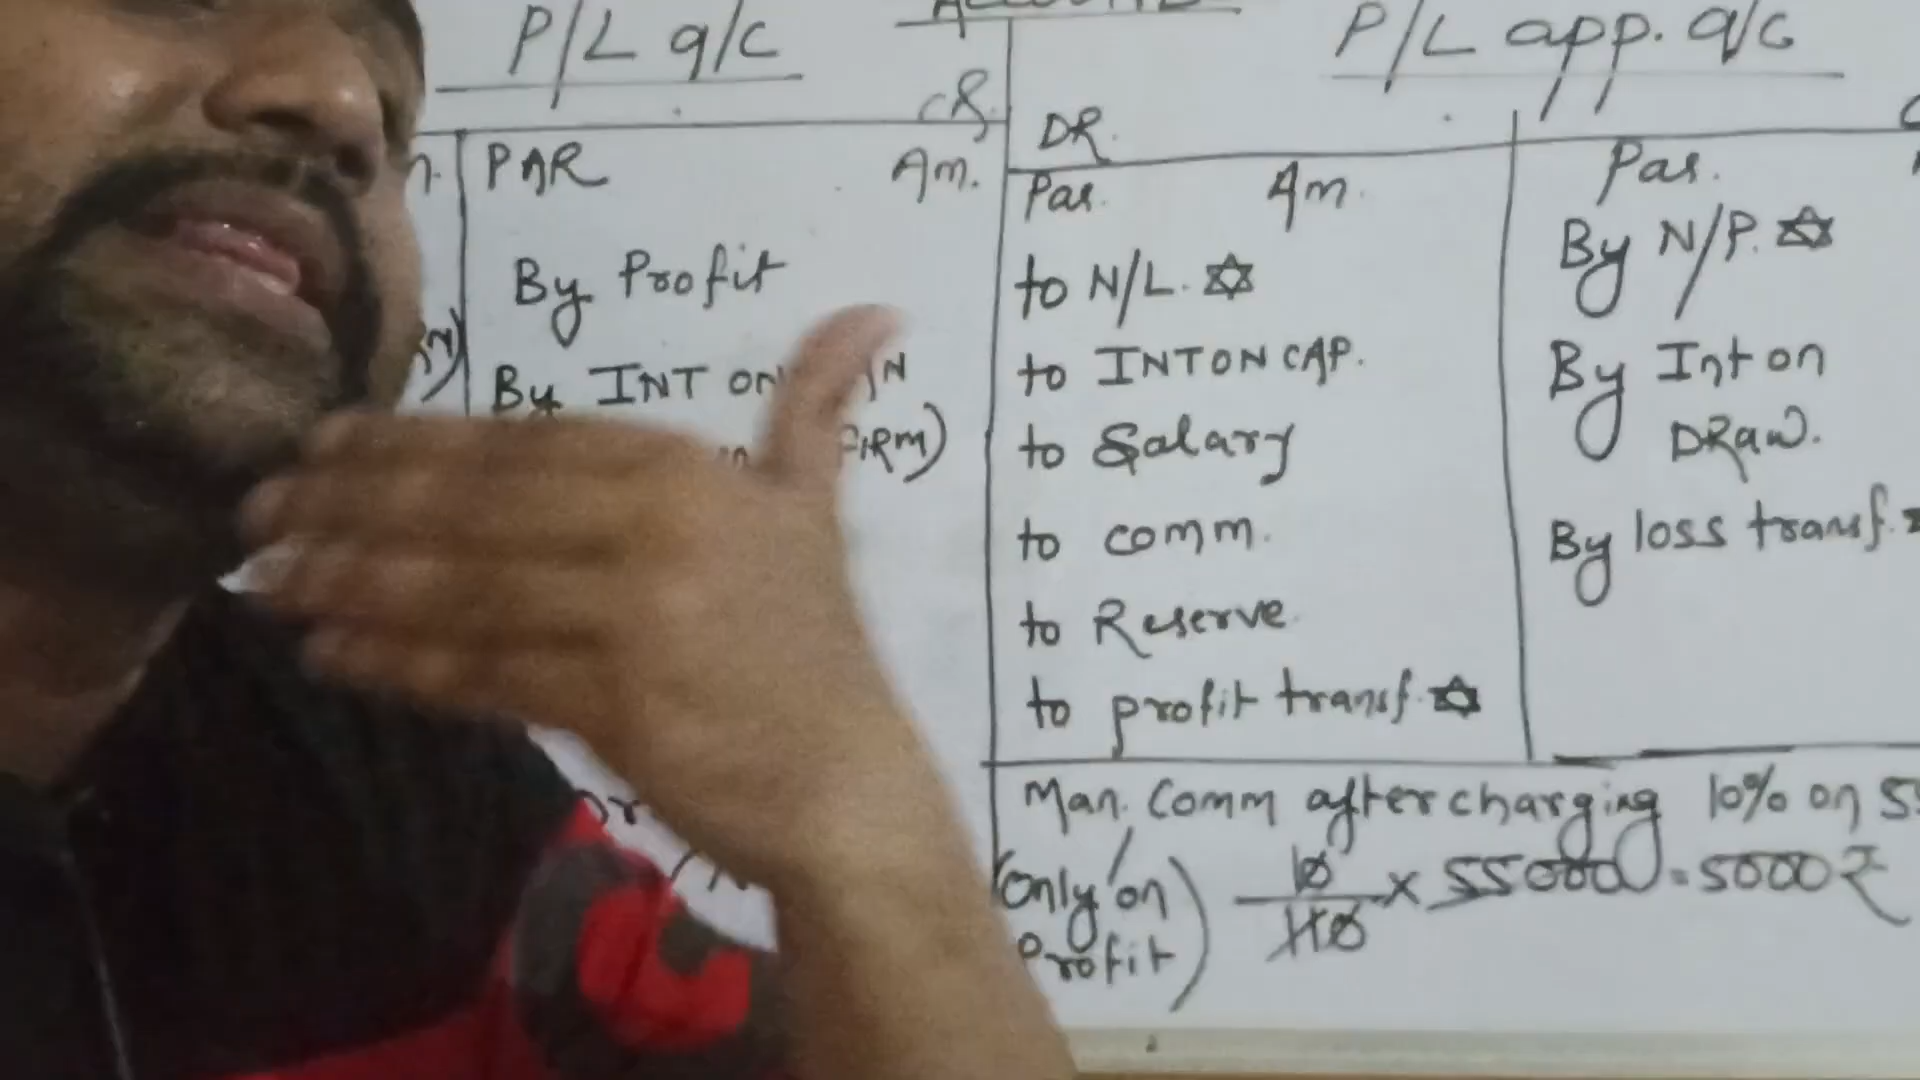 P/L a/c
CR.
PAR Am.
By Profit
By INT ON
FIRM)
P/L app. a/c
DR.
Par. Am.
to N/L. ✡
to INT ON CAP.
to Salary
to comm.
to Reserve
to profit transf. ✡
Par.
By N/P. ✡
By Int on
DRaw.
By loss transf.
Man. Comm after charging 10% on 5
(Only on
Profit)
10/110 x 55000 = 5000₹